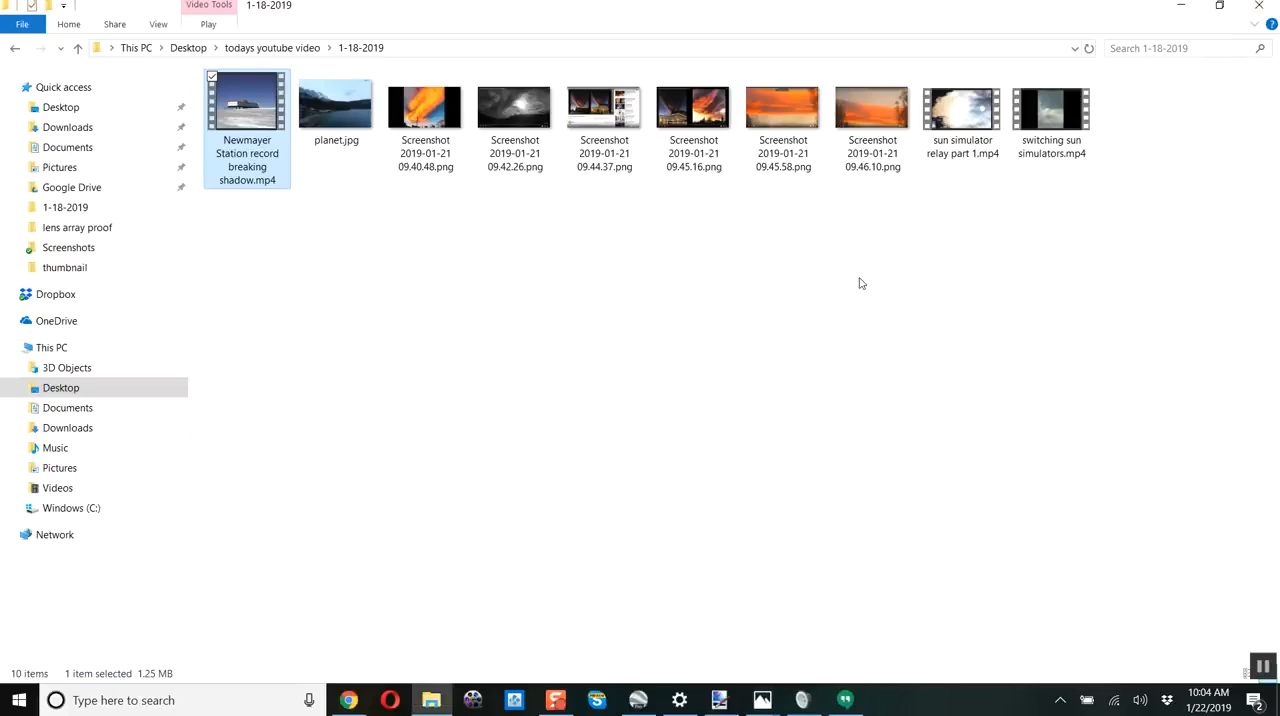 Video Tools
1-18-2019
File
Home
Share
View
Play
This PC
Desktop
todays youtube video
1-18-2019
Search 1-18-2019
Quick access
Desktop
Downloads
Documents
Pictures
Google Drive
1-18-2019
lens array proof
Screenshots
thumbnail
Dropbox
OneDrive
This PC
3D Objects
Desktop
Documents
Downloads
Music
Pictures
Videos
Windows (C:)
Network
Newmayer
Station record
breaking
shadow.mp4
planet.jpg
Screenshot
2019-01-21
09.40.48.png
Screenshot
2019-01-21
09.42.26.png
Screenshot
2019-01-21
09.44.37.png
Screenshot
2019-01-21
09.45.16.png
Screenshot
2019-01-21
09.45.58.png
Screenshot
2019-01-21
09.46.10.png
sun simulator
relay part 1.mp4
switching sun
simulators.mp4
10 items
1 item selected 1.25 MB
Type here to search
10:04 AM
1/22/2019
2